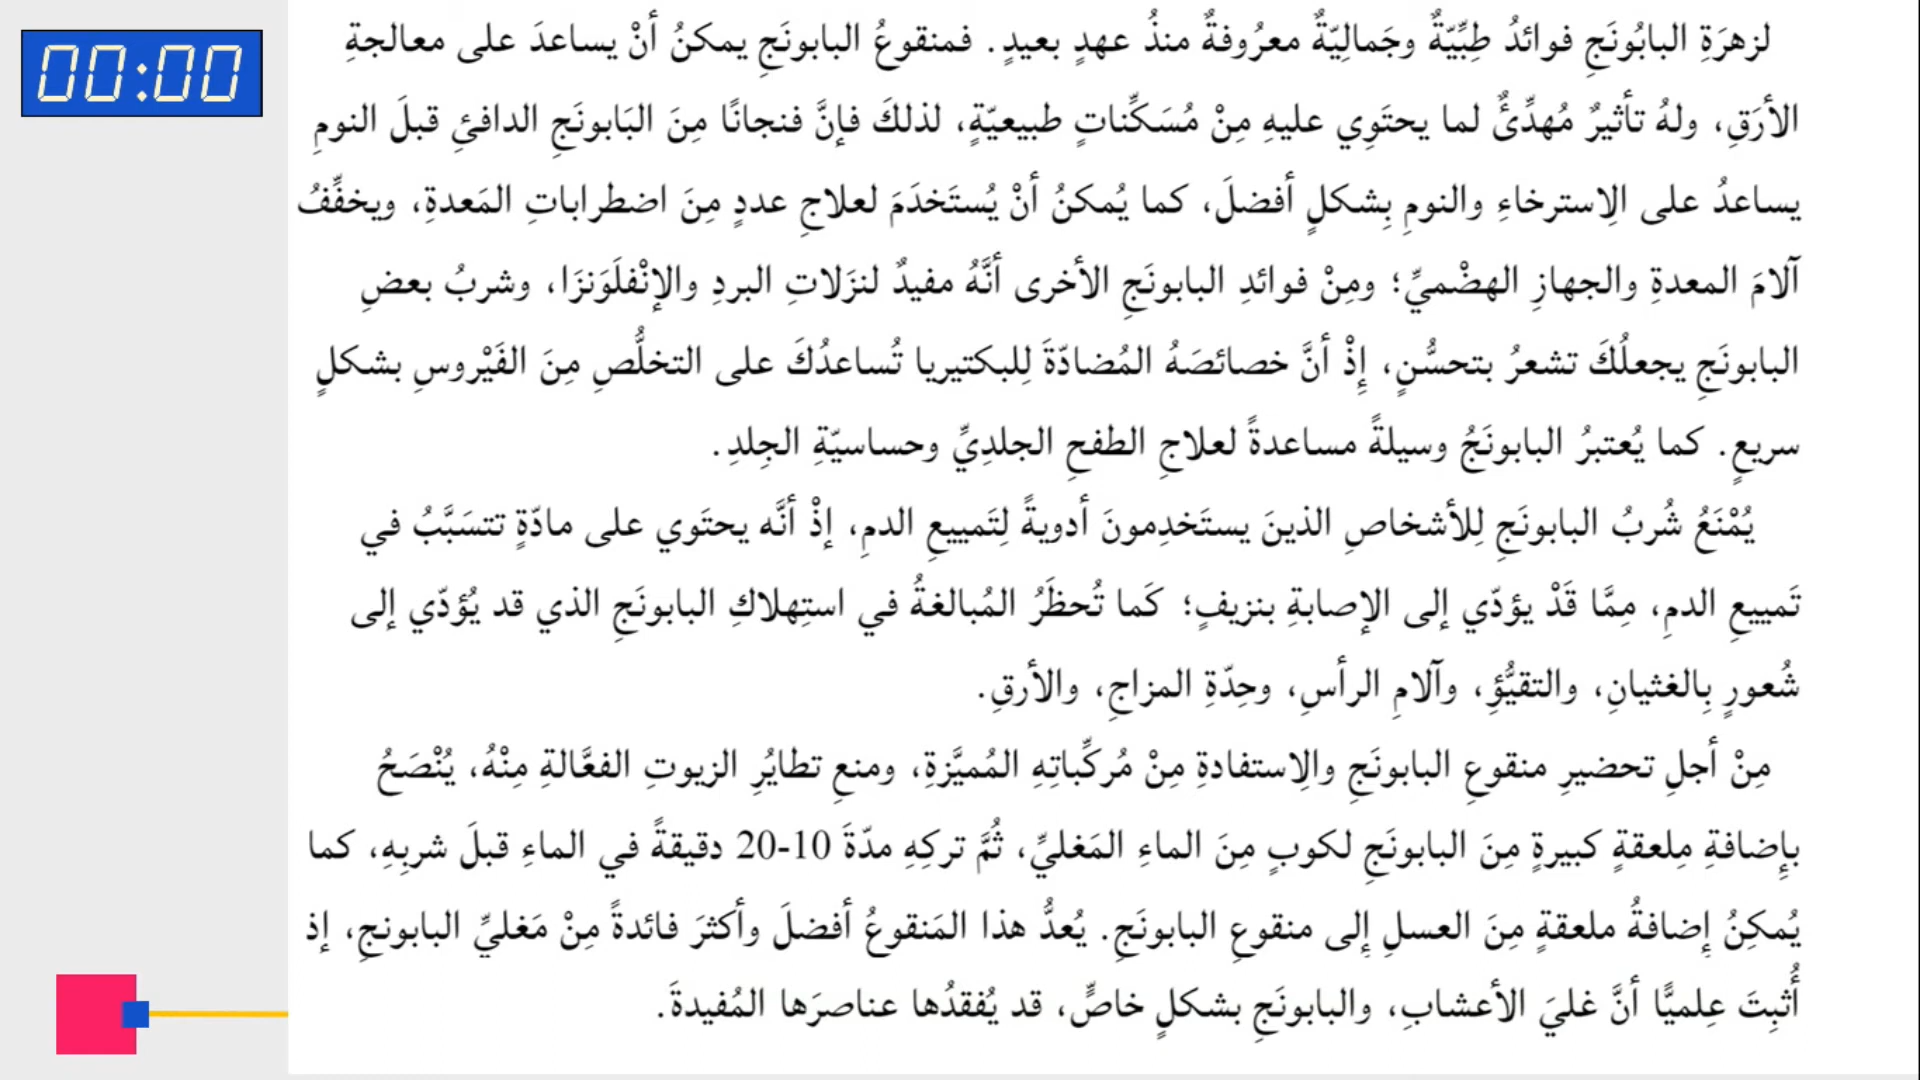 00:00
لزهرَةِ البابُونَجِ فوائدُ طِبِّيّةٌ وجَمالِيّةٌ معرُوفةٌ منذُ عهدٍ بعيدٍ. فمنقوعُ البابونَجِ يمكنُ أنْ يساعدَ على معالجةِ
الأرَقِ، ولهُ تأثيرٌ مُهدِّئٌ لما يحتَوِي عليهِ مِنْ مُسَكِّناتٍ طبيعيّةٍ، لذلكَ فإنَّ فنجانًا مِنَ البَابونَجِ الدافئِ قبلَ النومِ
يساعدُ على الِاسترخاءِ والنومِ بِشكلٍ أفضلَ، كما يُمكنُ أنْ يُستَخدَمَ لعلاجِ عددٍ مِنَ اضطراباتِ المَعدةِ، ويخفِّفُ
آلامَ المعدةِ والجهازِ الهضْميِّ؛ ومِنْ فوائدِ البابونَجِ الأخرى أنَّهُ مفيدٌ لنزَلاتِ البردِ والإنْفلَوَنزَا، وشربُ بعضِ
البابونَجِ يجعلُكَ تشعرُ بتحسُّنٍ، إِذْ أنَّ خصائصَهُ المُضادّةَ لِلبكتيريا تُساعدُكَ على التخلُّصِ مِنَ الفَيْروسِ بشكلٍ
سريعٍ. كما يُعتبرُ البابونَجُ وسيلةً مساعدةً لعلاجِ الطفحِ الجلدِيِّ وحساسيّةِ الجِلدِ.
يُمْنَعُ شُربُ البابونَجِ لِلأشخاصِ الذينَ يستَخدِمونَ أدويةً لِتَمييعِ الدمِ، إذْ أنَّه يحتَوي على مادّةٍ تتسَبَّبُ في
تَمييعِ الدمِ، مِمَّا قَدْ يؤدّي إلى الإصابةِ بنزيفٍ؛ كَما تُحظَرُ المُبالغةُ في استِهلاكِ البابونَجِ الذي قد يُؤدّي إلى
شُعورٍ بِالغثيانِ، والتقيُّؤِ، وآلامِ الرأسِ، وحِدّةِ المزاجِ، والأرقِ.
مِنْ أجلِ تحضيرِ منقوعِ البابونَجِ والِاستفادةِ مِنْ مُركِّباتِهِ المُميَّزةِ، ومنعِ تطايُرِ الزيوتِ الفعَّالةِ مِنْهُ، يُنْصَحُ
بإِضافةِ مِلعقةٍ كبيرةٍ مِنَ البابونَجِ لكوبٍ مِنَ الماءِ المَغليِّ، ثُمَّ تركِهِ مدّةَ 10-20 دقيقةً في الماءِ قبلَ شربِهِ، كما
يُمكِنُ إضافةُ ملعقةٍ مِنَ العسلِ إلى منقوعِ البابونَجِ. يُعدُّ هذا المَنقوعُ أفضلَ وأكثرَ فائدةً مِنْ مَغليِّ البابونجِ، إذ
أُثبِتَ عِلميًّا أنَّ غليَ الأعشابِ، والبابونَجِ بشكلٍ خاصٍّ، قد يُفقدُها عناصرَها المُفيدةَ.